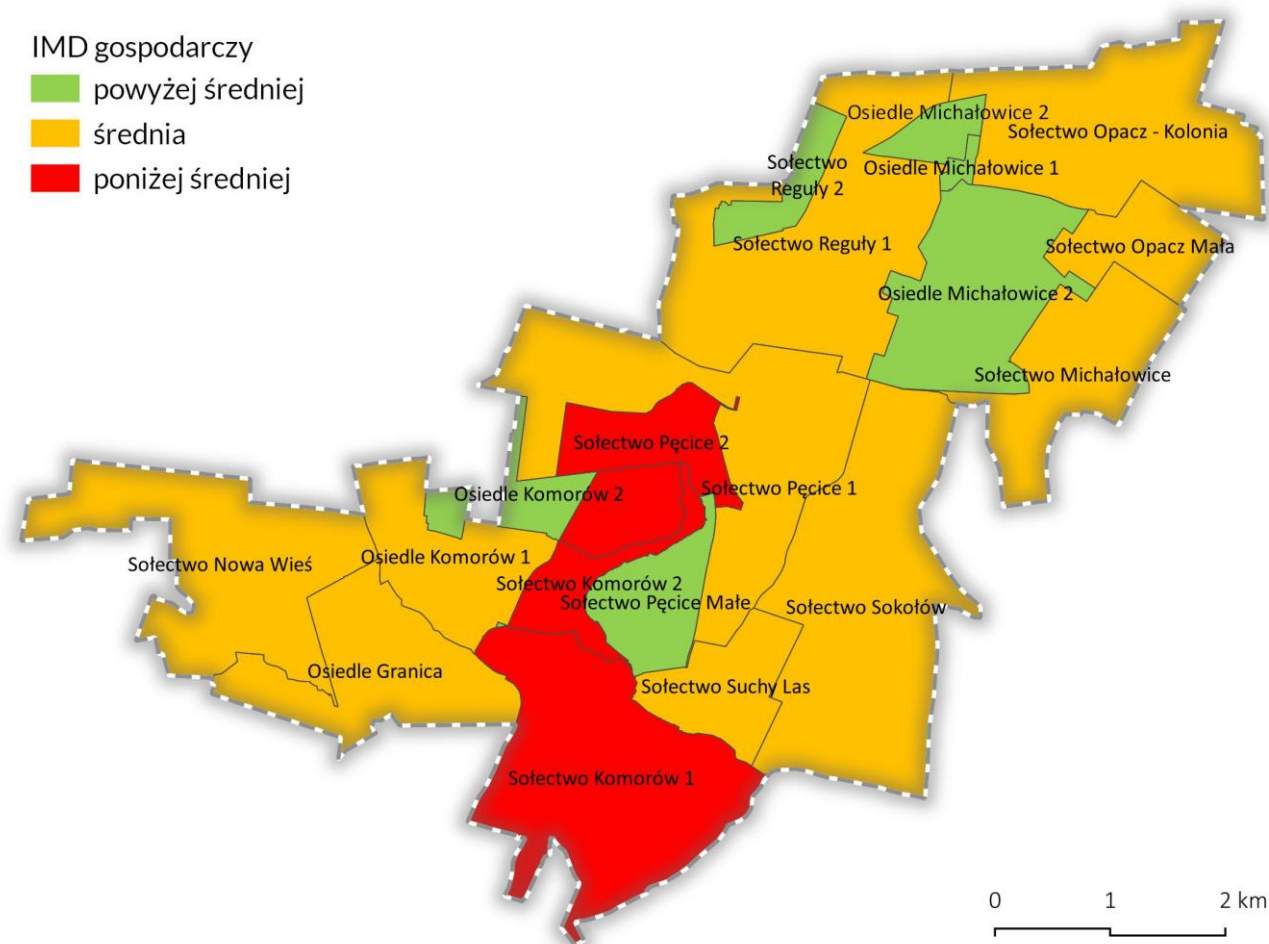 IMD gospodarczy
powyżej średniej
średnia
poniżej średniej
Osiedle Michałowice 2
Sołectwo Opacz - Kolonia
Sołectwo
Reguły 2
Osiedle Michałowice 1
Sołectwo Reguły 1
Sołectwo Opacz Mała
Osiedle Michałowice 2
Sołectwo Michałowice
Sołectwo Pęcice 2
Osiedle Komorów 2
Sołectwo Pęcice 1
Osiedle Komorów 1
Sołectwo Nowa Wieś
Sołectwo Komorów 2
Sołectwo Pęcice Małe
Sołectwo Sokołów
Osiedle Granica
Sołectwo Suchy Las
Sołectwo Komorów 1
0 1 2 km